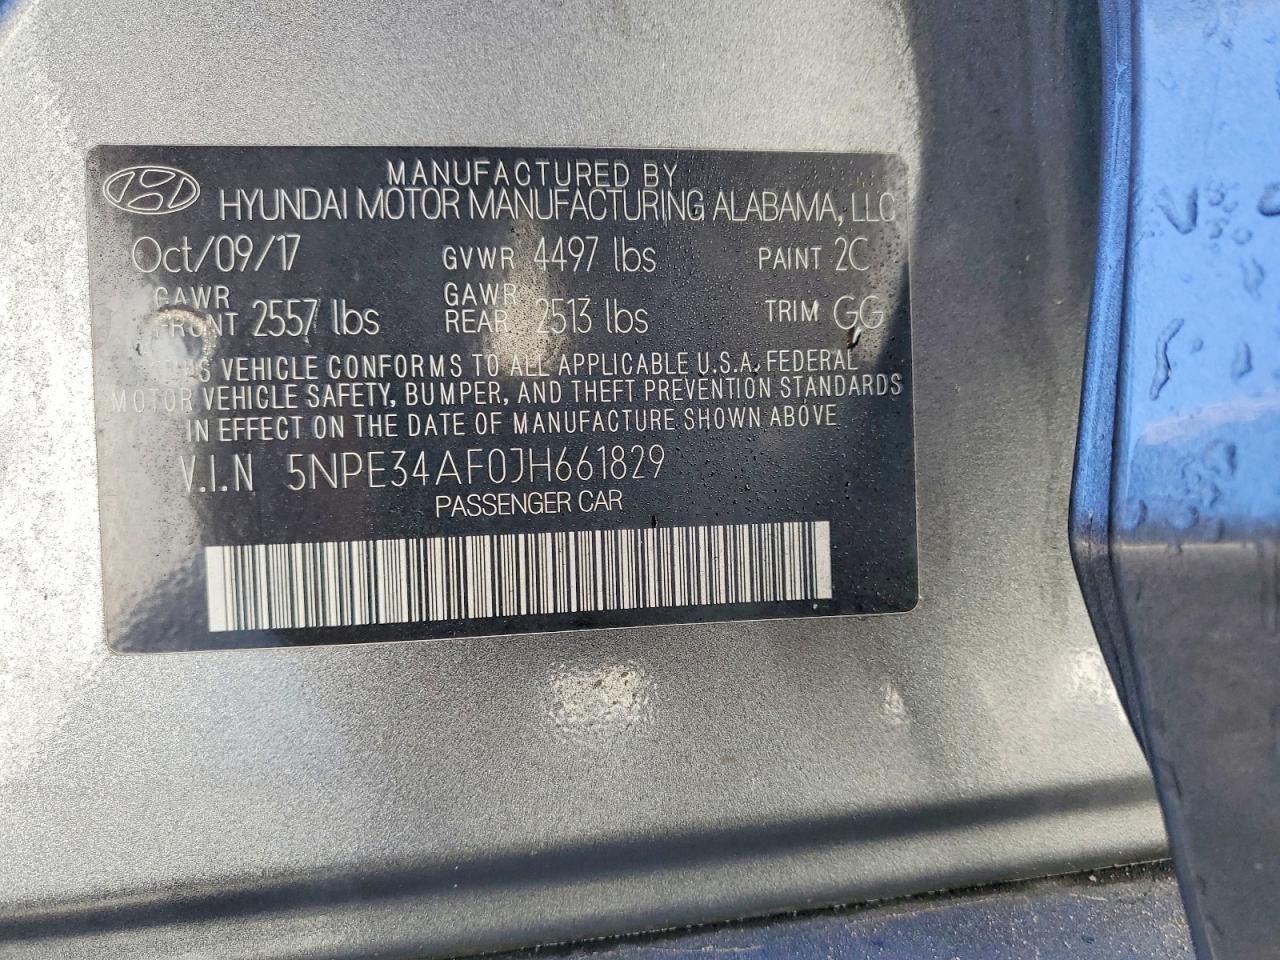 MANUFACTURED BY
HYUNDAI MOTOR MANUFACTURING ALABAMA, LLC
Oct/09/17 GVWR 4497 lbs PAINT 2C
GAWR FRONT 2557 lbs GAWR REAR 2513 lbs TRIM GG
THIS VEHICLE CONFORMS TO ALL APPLICABLE U.S.A. FEDERAL
MOTOR VEHICLE SAFETY, BUMPER, AND THEFT PREVENTION STANDARDS
IN EFFECT ON THE DATE OF MANUFACTURE SHOWN ABOVE
V.I.N 5NPE34AF0JH661829
PASSENGER CAR